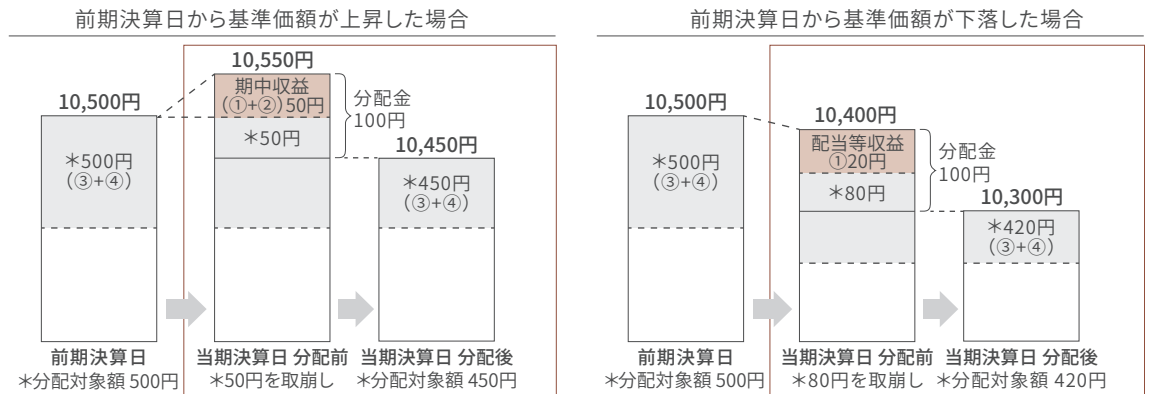 前期決算日から基準価額が上昇した場合
10,550円
期中収益
(①+②)50円
分配金
100円
10,500円
＊50円
10,450円
＊500円
(③+④)
＊450円
(③+④)
前期決算日
当期決算日 分配前
当期決算日 分配後
＊分配対象額 500円
＊50円を取崩し
＊分配対象額 450円
前期決算日から基準価額が下落した場合
10,500円
10,400円
配当等収益
①20円
分配金
100円
＊500円
(③+④)
＊80円
10,300円
＊420円
(③+④)
前期決算日
当期決算日 分配前
当期決算日 分配後
＊分配対象額 500円
＊80円を取崩し
＊分配対象額 420円